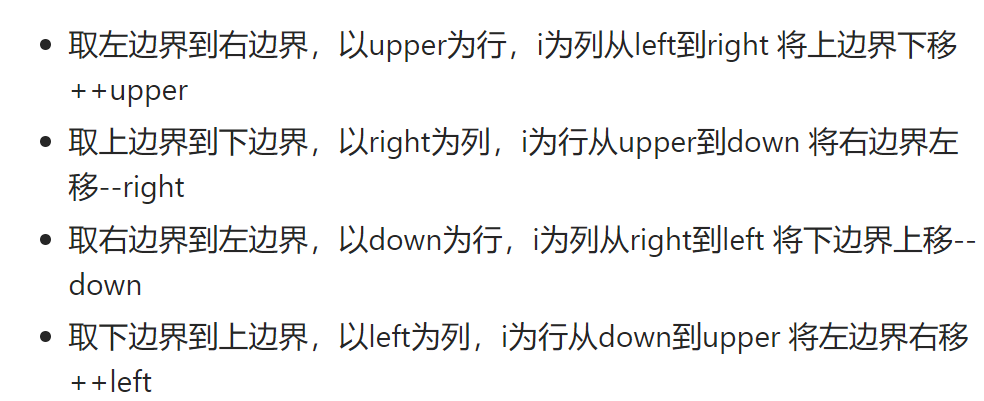 • 取左边界到右边界，以upper为行，i为列从left到right 将上边界下移
++upper
• 取上边界到下边界，以right为列，i为行从upper到down 将右边界左
移--right
• 取右边界到左边界，以down为行，i为列从right到left 将下边界上移--
down
• 取下边界到上边界，以left为列，i为行从down到upper 将左边界右移
++left